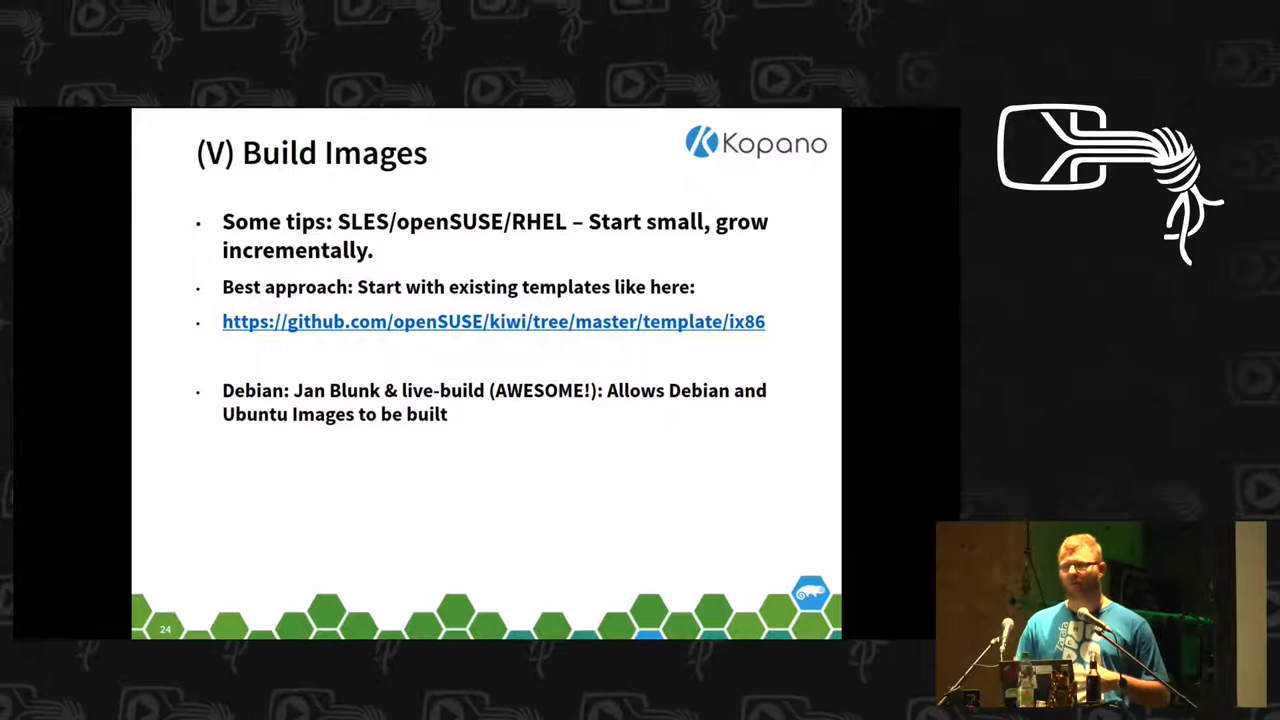 (V) Build Images
Kopano
• Some tips: SLES/openSUSE/RHEL – Start small, grow
incrementally.
• Best approach: Start with existing templates like here:
• https://github.com/openSUSE/kiwi/tree/master/template/ix86
• Debian: Jan Blunk & live-build (AWESOME!): Allows Debian and
Ubuntu Images to be built
24